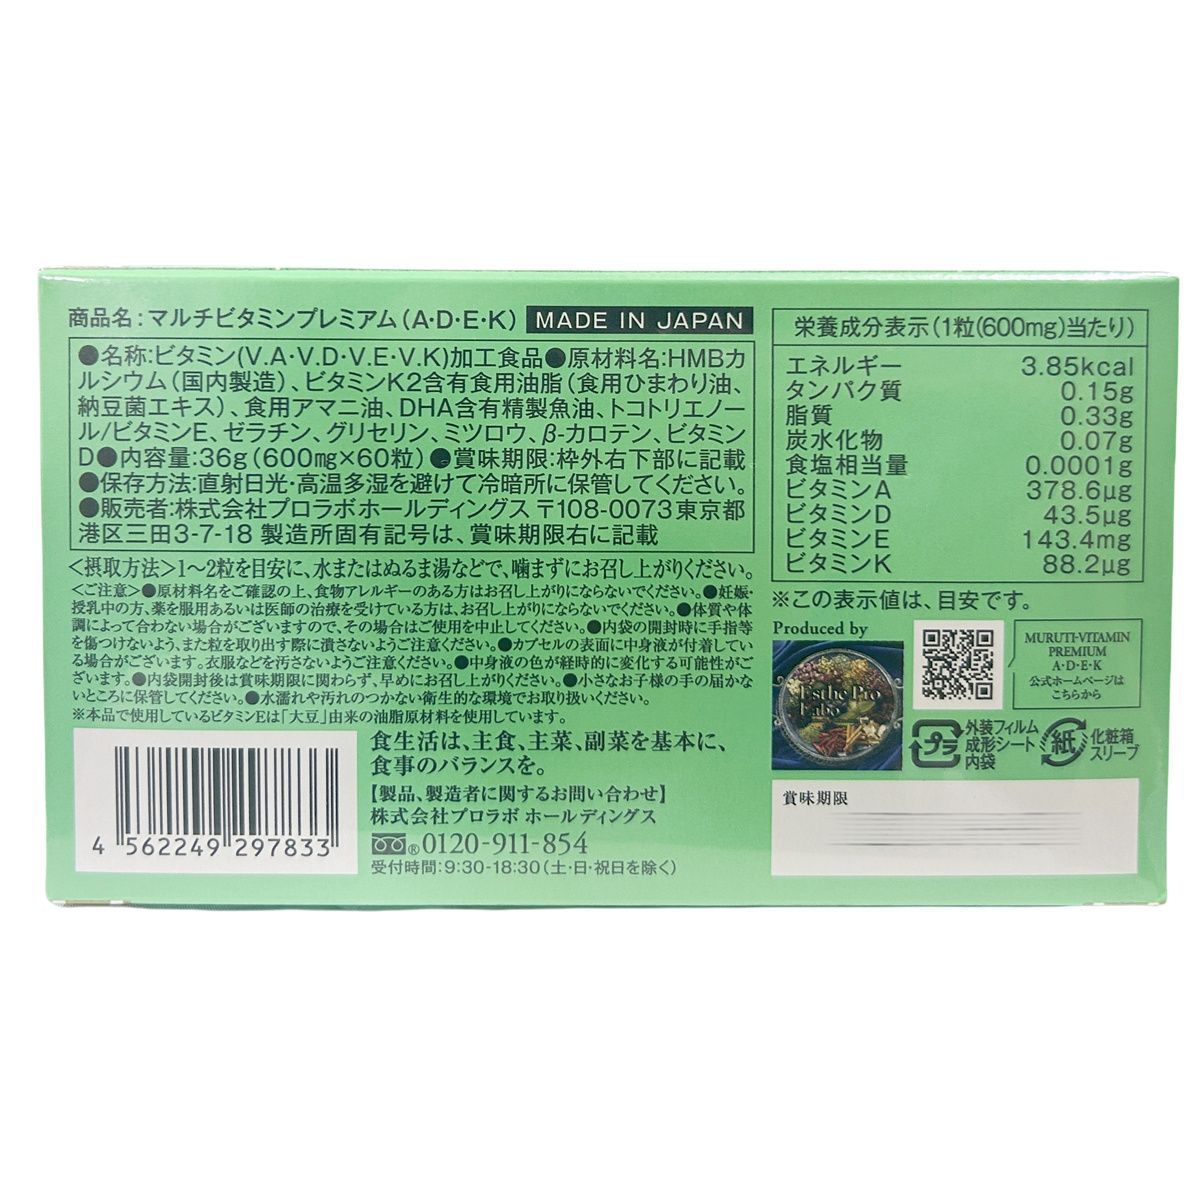 商品名:マルチビタミンプレミアム(A・D・E・K) MADE IN JAPAN
●名称:ビタミン(V.A・V.D・V.E・V.K)加工食品●原材料名:HMBカ
ルシウム(国内製造)、ビタミンK2含有食用油脂(食用ひまわり油、
納豆菌エキス)、食用アマニ油、DHA含有精製魚油、トコトリエノー
ル/ビタミンE、ゼラチン、グリセリン、ミツロウ、β-カロテン、ビタミン
D●内容量:36g(600㎎×60粒)●賞味期限:枠外右下部に記載
●保存方法:直射日光・高温多湿を避けて冷暗所に保管してください。
●販売者:株式会社プロラボホールディングス 〒108-0073東京都
港区三田3-7-18 製造所固有記号は、賞味期限右に記載
<摂取方法>1〜2粒を目安に、水またはぬるま湯などで、噛まずにお召し上がりください。
<ご注意>●原材料名をご確認の上、食物アレルギーのある方はお召し上がりにならないでください。●妊娠・
授乳中の方、薬を服用あるいは医師の治療を受けている方は、お召し上がりにならないでください。●体質や体
調によって合わない場合がございますので、その場合はご使用を中止してください。●内袋の開封時に手指等
を傷つけないよう、また粒を取り出す際に潰さないようご注意ください。●カプセルの表面に中身液が付着してい
る場合がございます。衣服などを汚さないようご注意ください。●中身液の色が経時的に変化する可能性がご
ざいます。●内袋開封後は賞味期限に関わらず、早めにお召し上がりください。●小さなお子様の手の届かな
いところに保管してください。●水濡れや汚れのつかない衛生的な環境でお取り扱いください。
※本品で使用しているビタミンEは「大豆」由来の油脂原材料を使用しています。
4 562249 297833
食生活は、主食、主菜、副菜を基本に、
食事のバランスを。
【製品、製造者に関するお問い合わせ】
株式会社プロラボ ホールディングス
®0120-911-854
受付時間:9:30-18:30(土・日・祝日を除く)
栄養成分表示(1粒(600mg)当たり)
エネルギー 3.85kcal
タンパク質 0.15g
脂質 0.33g
炭水化物 0.07g
食塩相当量 0.0001g
ビタミンA 378.6μg
ビタミンD 43.5μg
ビタミンE 143.4mg
ビタミンK 88.2μg
※この表示値は、目安です。
Produced by
Esthe Pro
Labo
MURUTI-VITAMIN
PREMIUM
A・D・E・K
公式ホームページは
こちらから
プラ
外装フィルム
成形シート
内袋
紙
化粧箱
スリーブ
賞味期限